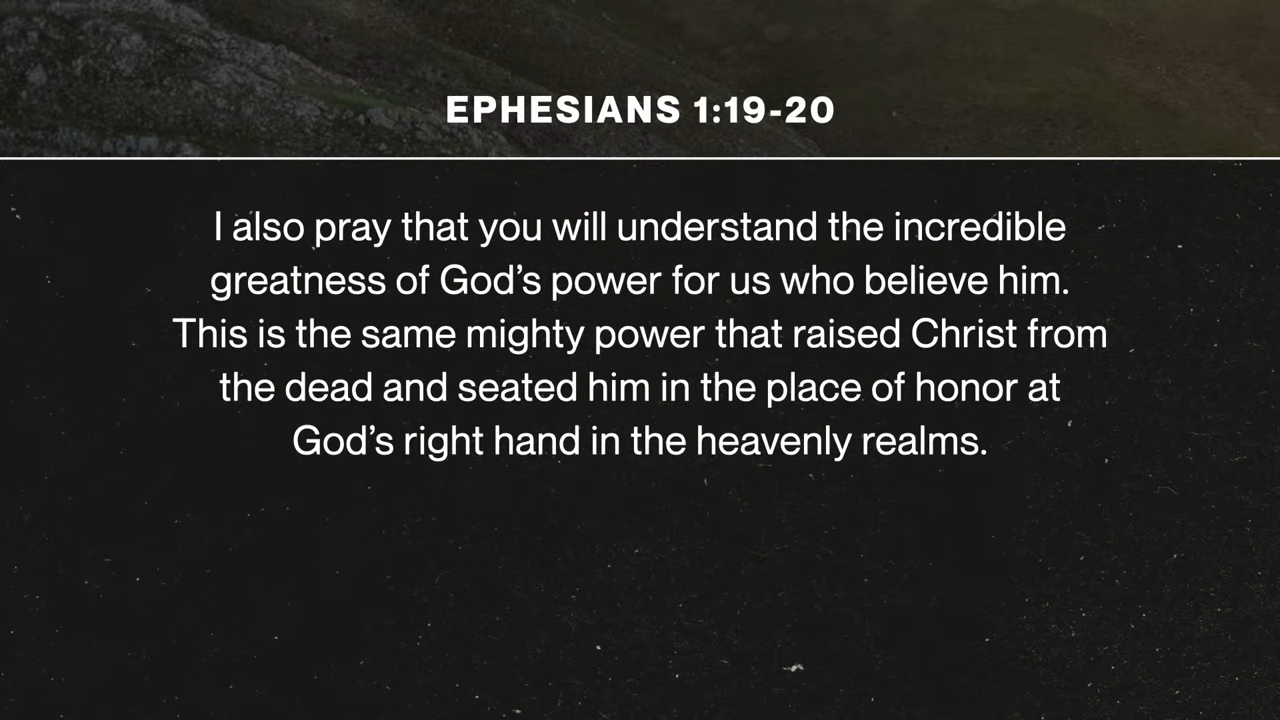 EPHESIANS 1:19-20
I also pray that you will understand the incredible
greatness of God’s power for us who believe him.
This is the same mighty power that raised Christ from
the dead and seated him in the place of honor at
God’s right hand in the heavenly realms.